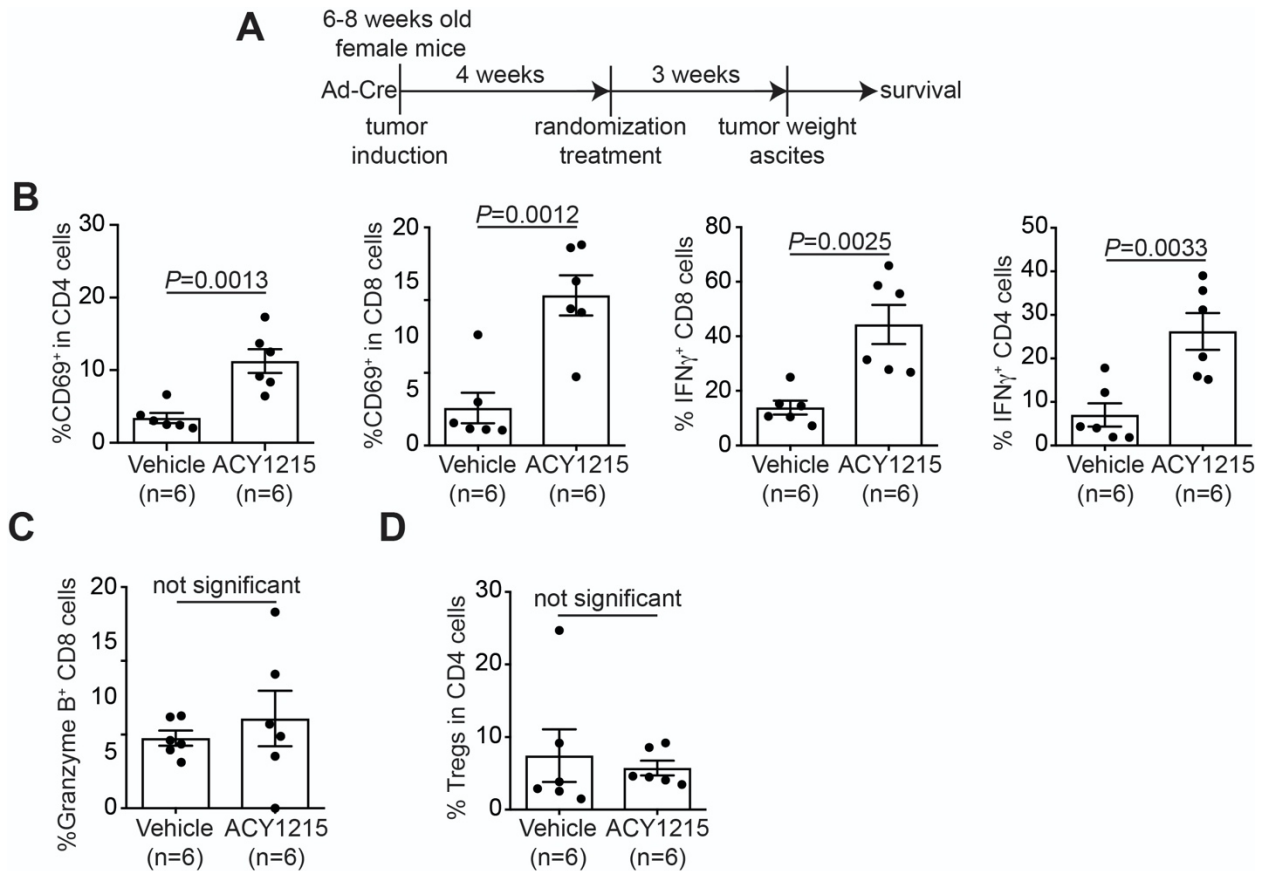 A
6-8 weeks old
female mice
4 weeks
3 weeks
Ad-Cre
survival
tumor
induction
randomization
treatment
tumor weight
ascites
B
%CD69⁺ in CD4 cells
30
20
10
0
P=0.0013
Vehicle
(n=6)
ACY1215
(n=6)
%CD69⁺ in CD8 cells
20
15
10
5
0
P=0.0012
Vehicle
(n=6)
ACY1215
(n=6)
% IFNγ⁺ CD8 cells
80
60
40
20
0
P=0.0025
Vehicle
(n=6)
ACY1215
(n=6)
% IFNγ⁺ CD4 cells
50
40
30
20
10
0
P=0.0033
Vehicle
(n=6)
ACY1215
(n=6)
C
%Granzyme B⁺ CD8 cells
20
15
10
5
0
not significant
Vehicle
(n=6)
ACY1215
(n=6)
D
% Tregs in CD4 cells
30
20
10
0
not significant
Vehicle
(n=6)
ACY1215
(n=6)